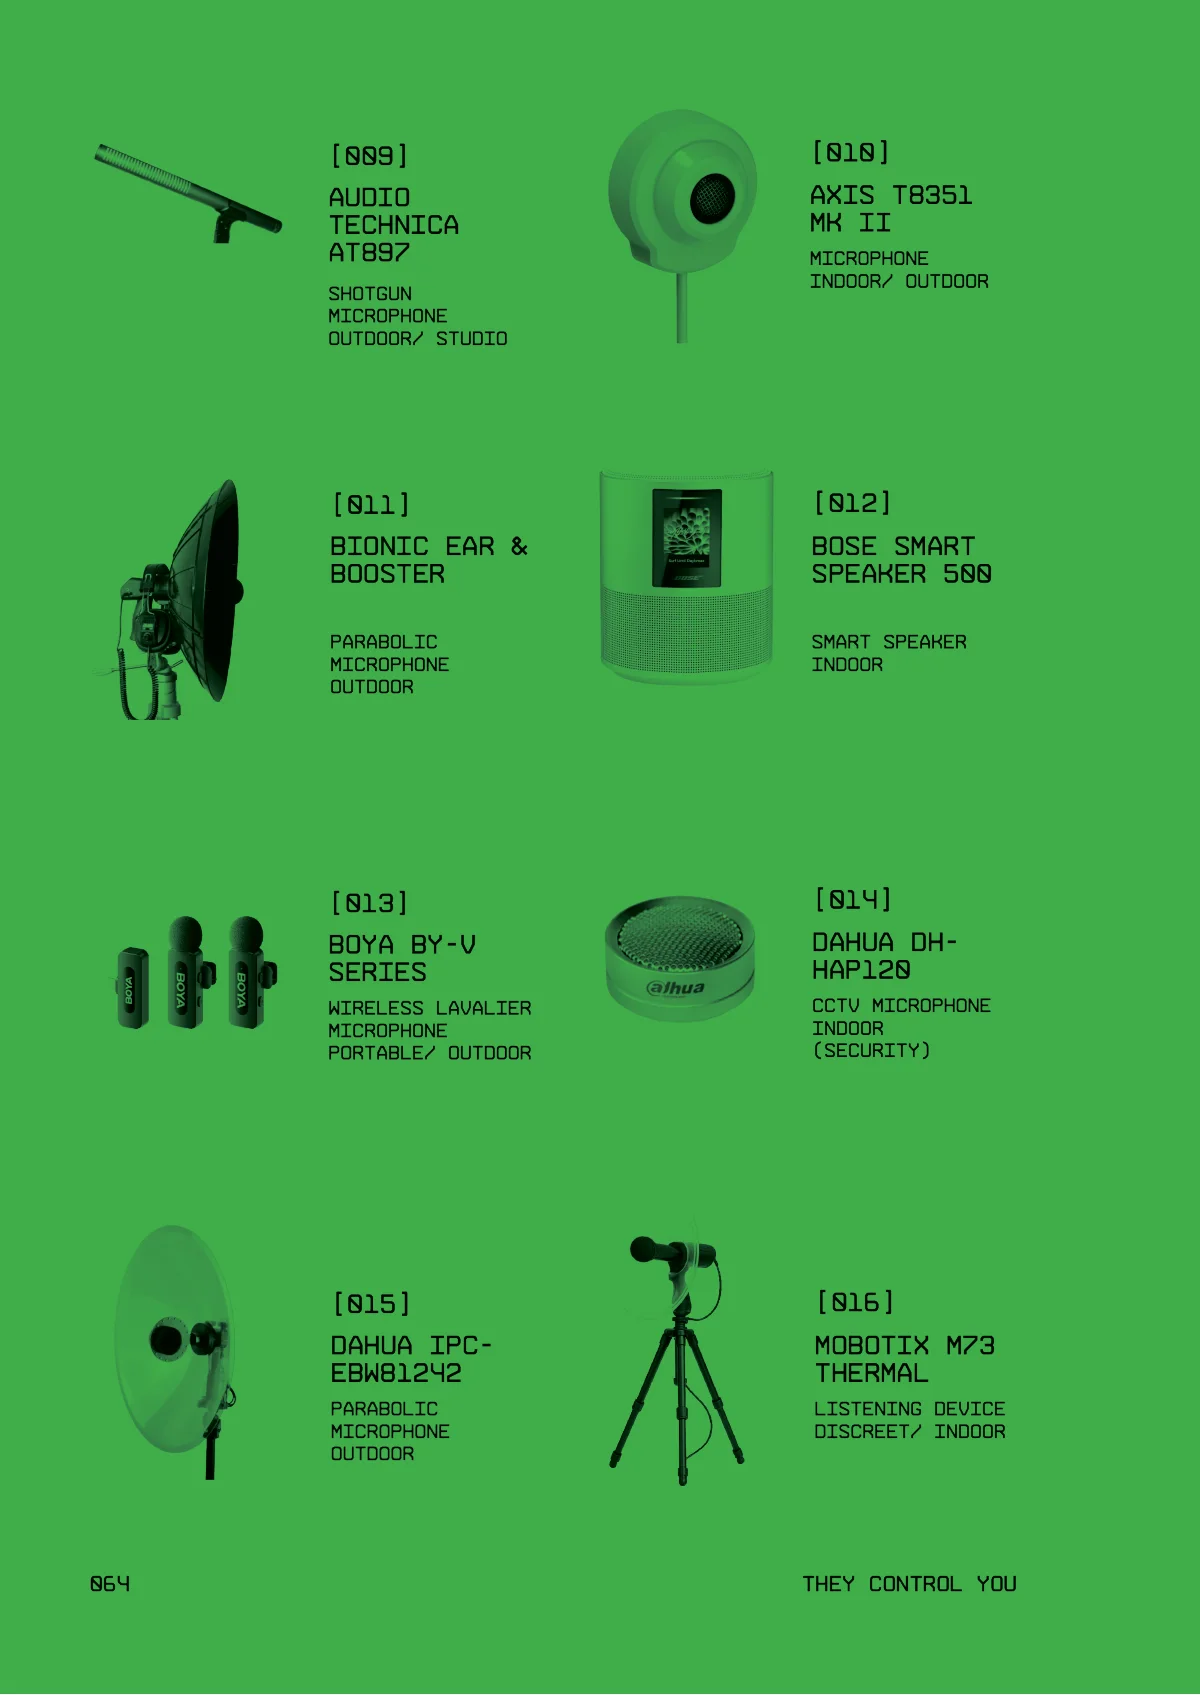 [009]
AUDIO
TECHNICA
AT897
SHOTGUN
MICROPHONE
OUTDOOR/ STUDIO
[010]
AXIS T8351
MK II
MICROPHONE
INDOOR/ OUTDOOR
[011]
BIONIC EAR &
BOOSTER
PARABOLIC
MICROPHONE
OUTDOOR
BOSE
[012]
BOSE SMART
SPEAKER 500
SMART SPEAKER
INDOOR
BOYA
BOYA
BOYA
[013]
BOYA BY-V
SERIES
WIRELESS LAVALIER
MICROPHONE
PORTABLE/ OUTDOOR
alhua
[014]
DAHUA DH-
HAP120
CCTV MICROPHONE
INDOOR
(SECURITY)
[015]
DAHUA IPC-
EBW81242
PARABOLIC
MICROPHONE
OUTDOOR
[016]
MOBOTIX M73
THERMAL
LISTENING DEVICE
DISCREET/ INDOOR
064
THEY CONTROL YOU